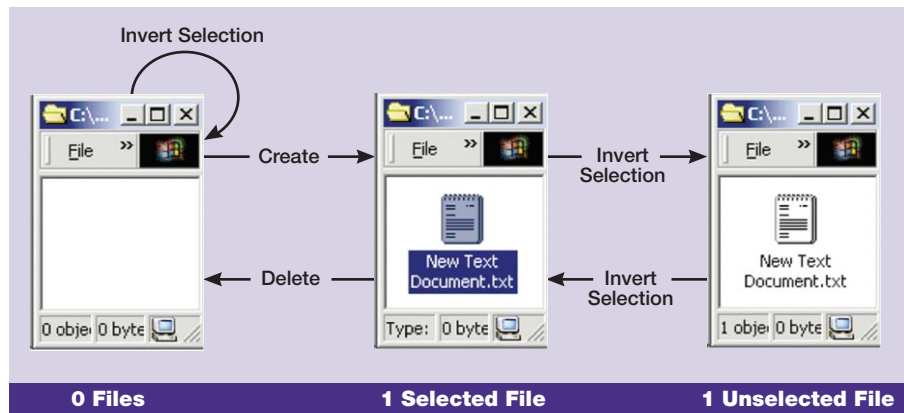 Invert Selection
C:\...
File »
0 obje 0 byte
Create
Delete
C:\...
File »
New Text
Document.txt
Type: 0 byte
Invert
Selection
Invert
Selection
C:\...
File »
New Text
Document.txt
1 obje 0 byte
0 Files
1 Selected File
1 Unselected File